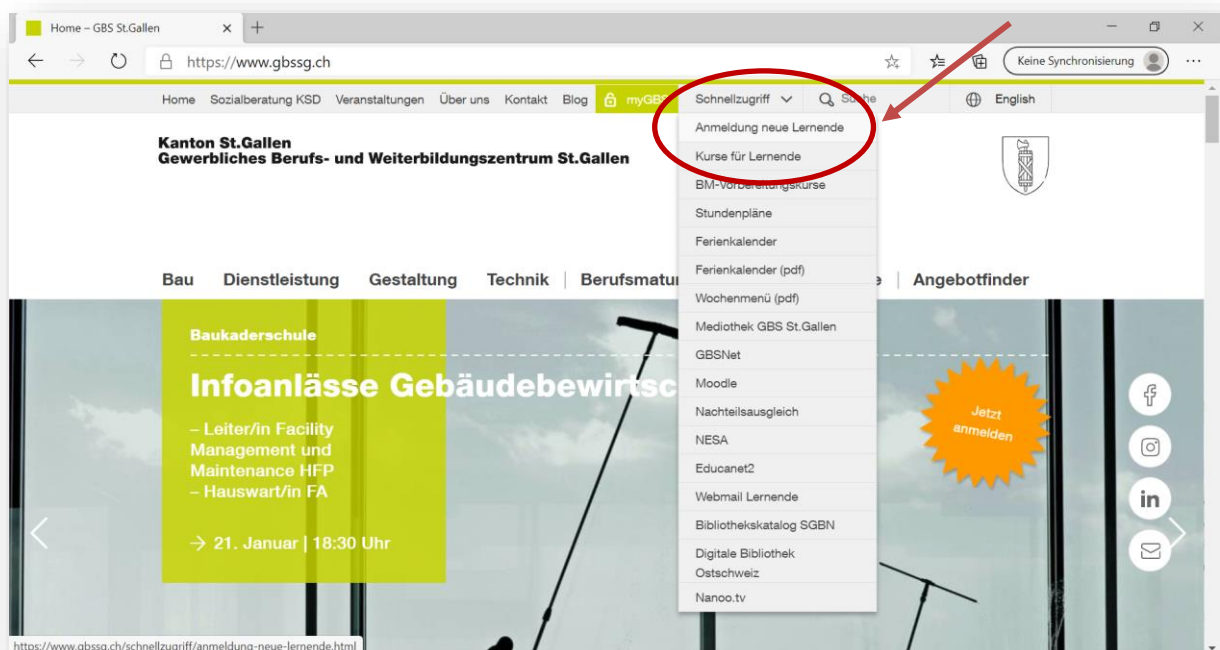 Home – GBS St.Gallen
https://www.gbssg.ch
Keine Synchronisierung
Home Sozialberatung KSD Veranstaltungen Über uns Kontakt Blog myGBS Schnellzugriff Suche English
Kanton St.Gallen
Gewerbliches Berufs- und Weiterbildungszentrum St.Gallen
Anmeldung neue Lernende
Kurse für Lernende
BM-Vorbereitungskurse
Stundenpläne
Ferienkalender
Ferienkalender (pdf)
Wochenmenü (pdf)
Mediothek GBS St.Gallen
GBSNet
Moodle
Nachteilsausgleich
NESA
Educanet2
Webmail Lernende
Bibliothekskatalog SGBN
Digitale Bibliothek
Ostschweiz
Nanoo.tv
Bau Dienstleistung Gestaltung Technik Berufsmatu Angebotfinder
Baukaderschule
Infoanlässe Gebäudebewirtsc
– Leiter/in Facility
Management und
Maintenance HFP
– Hauswart/in FA
→ 21. Januar | 18:30 Uhr
Jetzt
anmelden
in
https://www.gbssg.ch/schnellzugriff/anmeldung-neue-lernende.html